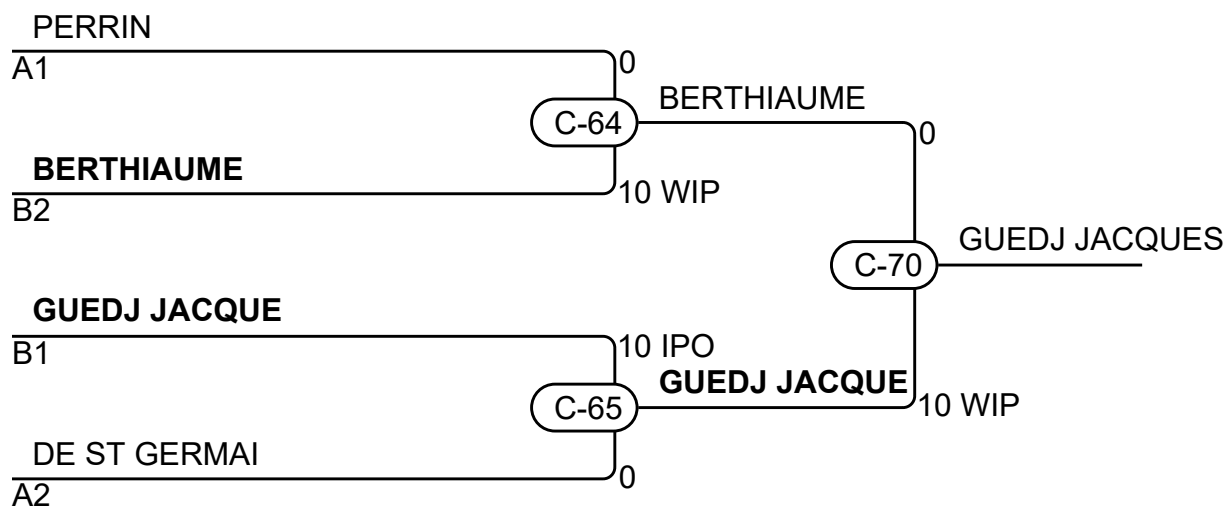 PERRIN
A1
0
C-64
BERTHIAUME
0
BERTHIAUME
B2
10 WIP
C-70
GUEDJ JACQUES
GUEDJ JACQUE
B1
10 IPO
GUEDJ JACQUE
C-65
10 WIP
DE ST GERMAI
A2
0